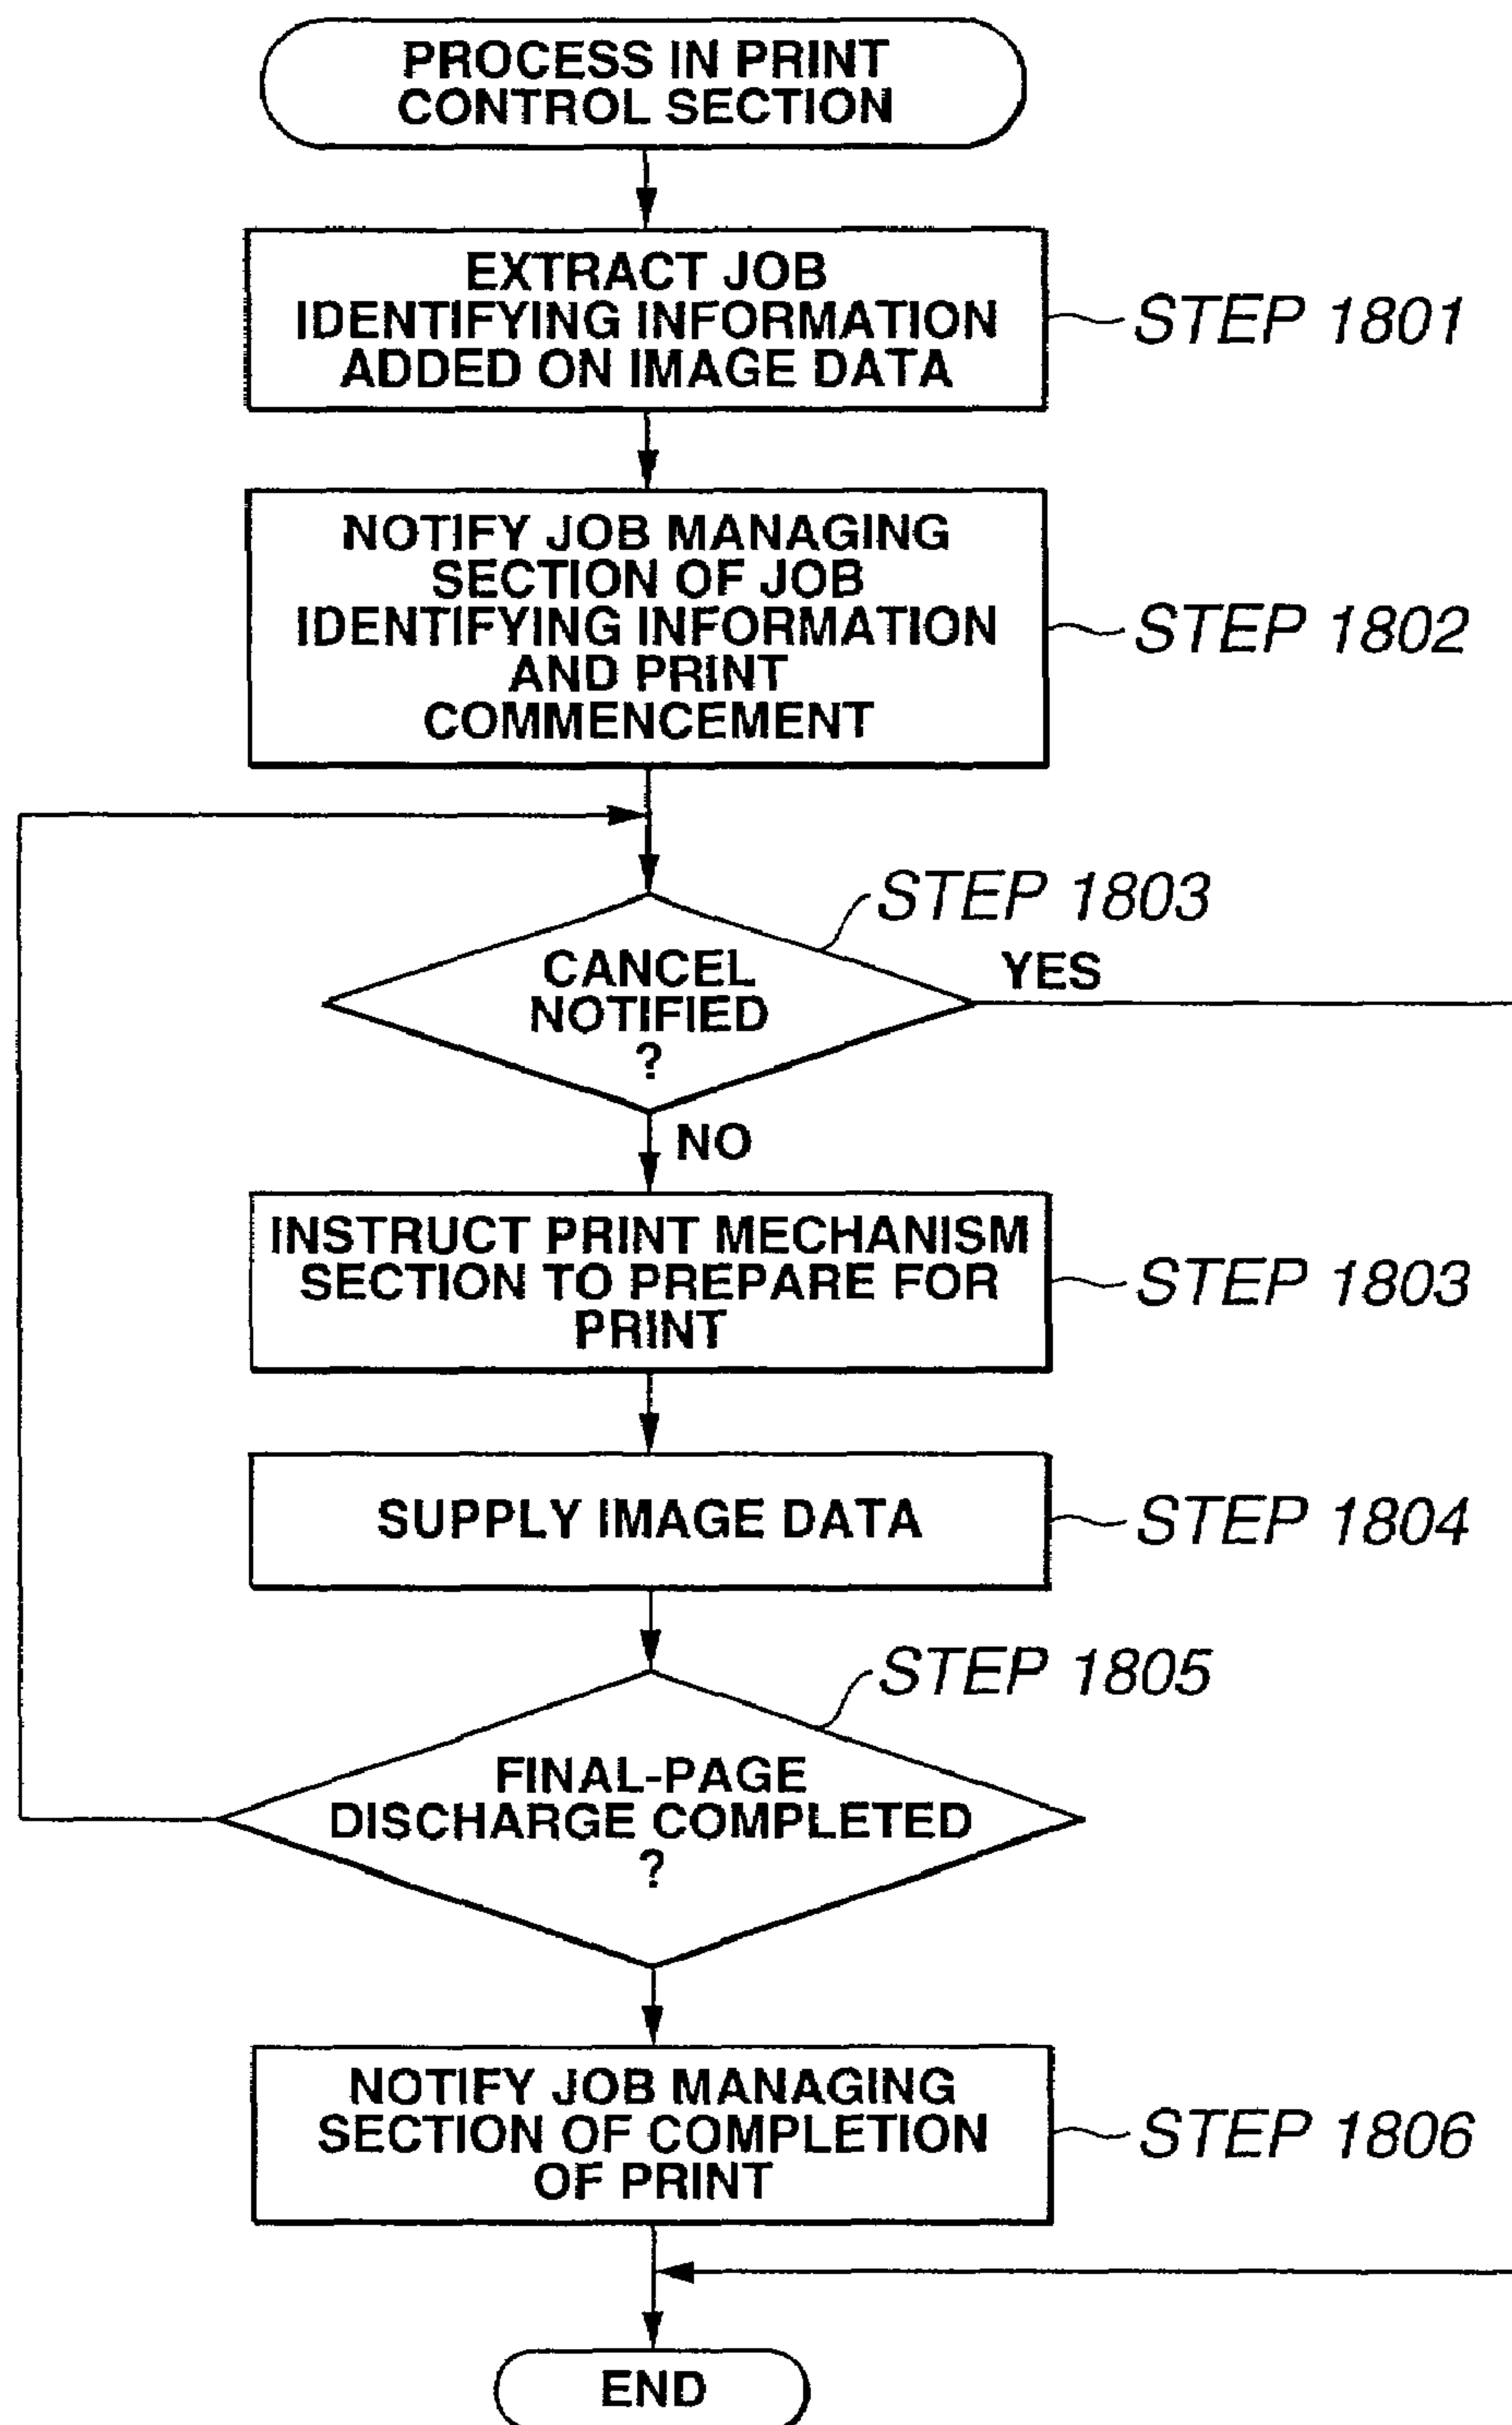 PROCESS IN PRINT
CONTROL SECTION
EXTRACT JOB
IDENTIFYING INFORMATION
ADDED ON IMAGE DATA
STEP 1801
NOTIFY JOB MANAGING
SECTION OF JOB
IDENTIFYING INFORMATION
AND PRINT
COMMENCEMENT
STEP 1802
STEP 1803
CANCEL
NOTIFIED
?
YES
NO
INSTRUCT PRINT MECHANISM
SECTION TO PREPARE FOR
PRINT
STEP 1803
SUPPLY IMAGE DATA
STEP 1804
STEP 1805
FINAL-PAGE
DISCHARGE COMPLETED
?
NOTIFY JOB MANAGING
SECTION OF COMPLETION
OF PRINT
STEP 1806
END